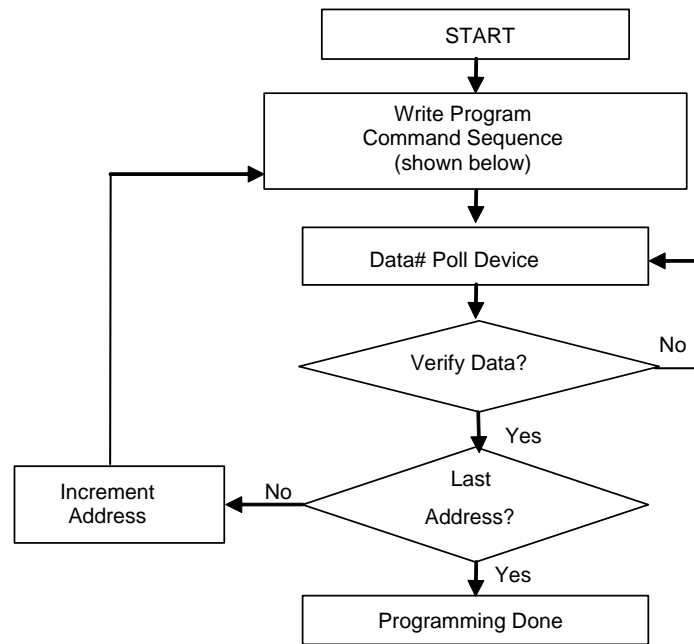 START
Write Program
Command Sequence
(shown below)
Data# Poll Device
Verify Data?
No
Yes
Last
Address?
No
Increment
Address
Yes
Programming Done